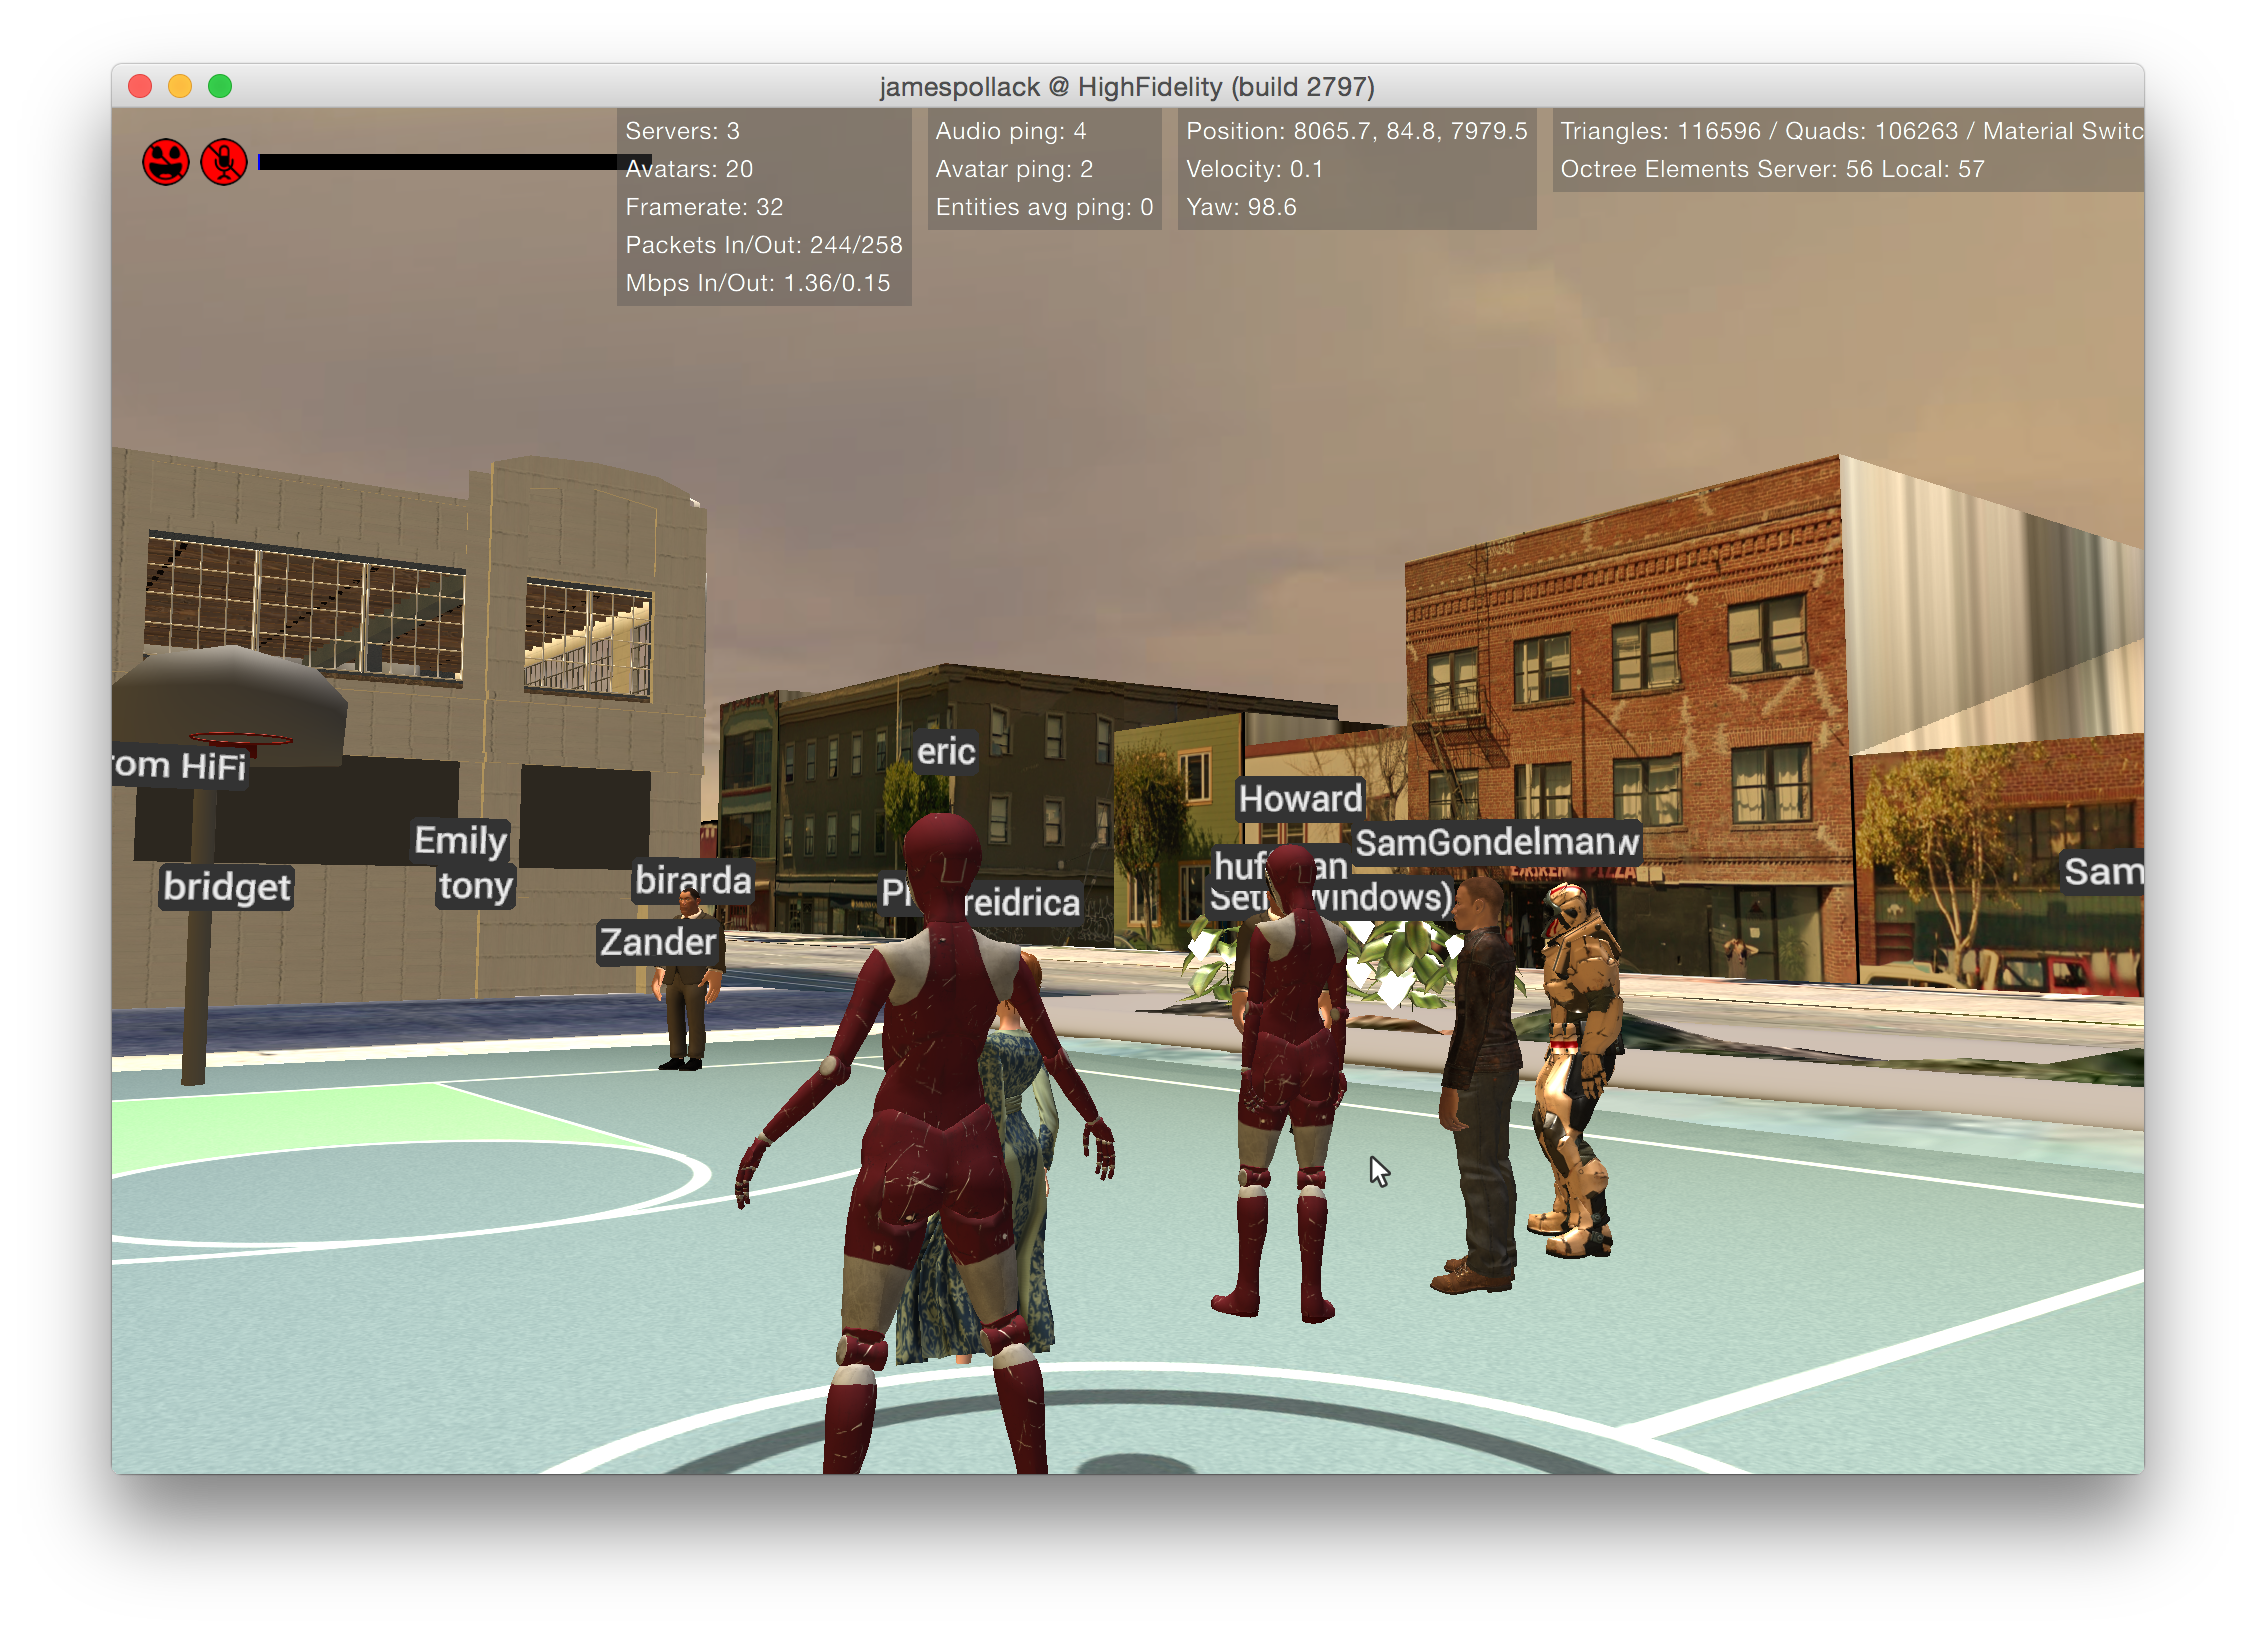 jamespollack @ HighFidelity (build 2797)
Servers: 3
Avatars: 20
Framerate: 32
Packets In/Out: 244/258
Mbps In/Out: 1.36/0.15
Audio ping: 4
Avatar ping: 2
Entities avg ping: 0
Position: 8065.7, 84.8, 7979.5
Velocity: 0.1
Yaw: 98.6
Triangles: 116596 / Quads: 106263 / Material Switc
Octree Elements Server: 56 Local: 57
eric
rom HiFi
Howard
Emily
SamGondelman
bridget
tony
birarda
reidrica
Windows)
Sam
Zander
PIZZA